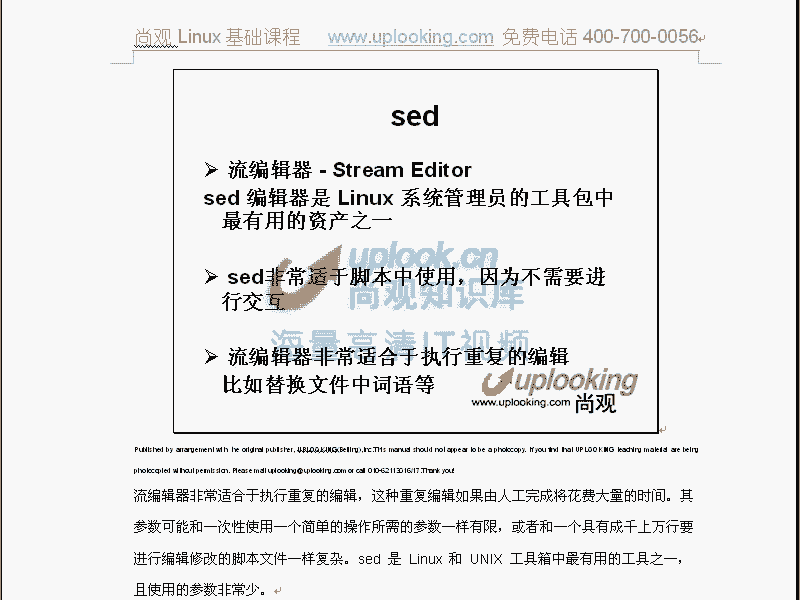 尚观 Linux 基础课程 www.uplooking.com 免费电话 400-700-0056
sed
➢ 流编辑器 - Stream Editor
sed 编辑器是 Linux 系统管理员的工具包中
最有用的资产之一
uplook.cn
➢ sed非常适于脚本中使用，因为不需要进
尚观知识库
行交互
海量高清IT视频
➢ 流编辑器非常适合于执行重复的编辑
比如替换文件中词语等
uplooking
www.uplooking.com 尚观
Published by arrangement with the original publisher, UPLOOKING(Beijing),Inc.This manual should not appear to be a photocopy. If you find that UPLOOKING teaching material are being
photocopied without permission. Please mail uplooking@uplooking.com or call Thank you!
流编辑器非常适合于执行重复的编辑，这种重复编辑如果由人工完成将花费大量的时间。其
参数可能和一次性使用一个简单的操作所需的参数一样有限，或者和一个具有成千上万行要
进行编辑修改的脚本文件一样复杂。sed 是 Linux 和 UNIX 工具箱中最有用的工具之一，
且使用的参数非常少。